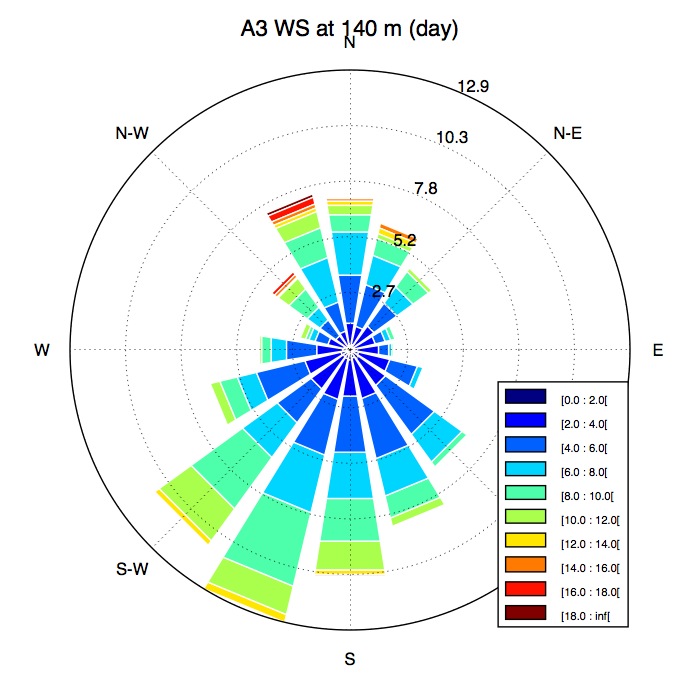 A3 WS at 140 m (day)
N
12.9
N-W
N-E
10.3
7.8
5.2
2.7
W
E
[0.0 : 2.0[
[2.0 : 4.0[
[4.0 : 6.0[
[6.0 : 8.0[
[8.0 : 10.0[
[10.0 : 12.0[
[12.0 : 14.0[
[14.0 : 16.0[
[16.0 : 18.0[
[18.0 : inf[
S-W
S